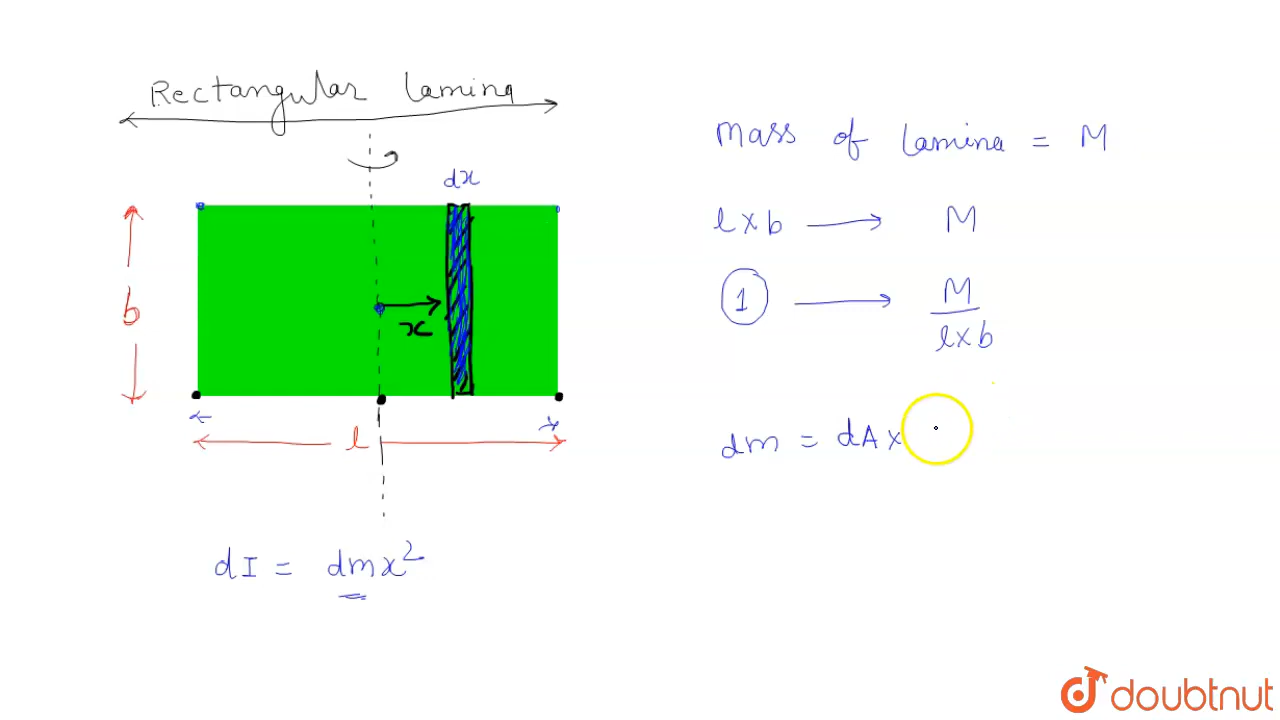 Rectangular lamina
dx
b
x
l
dI = dmx²
Mass of lamina = M
l×b → M
1 → M / l×b
dm = dA×
doubtnut